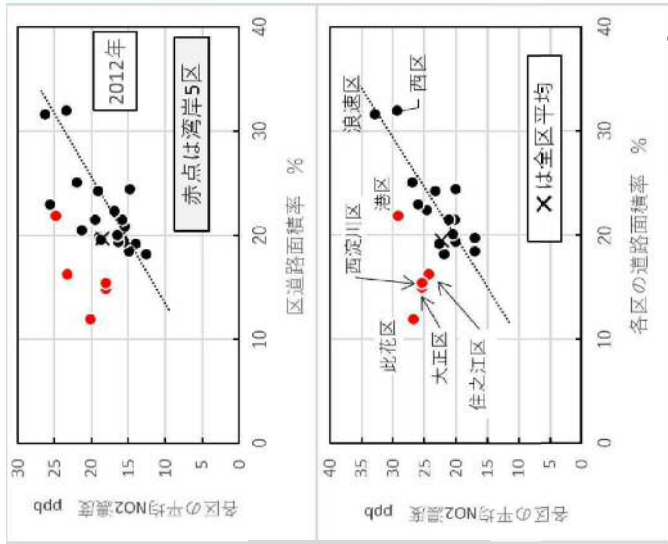 各区の平均NO2濃度 ppb
30
25
20
15
10
5
0
2012年
赤点は湾岸5区
0
10
20
30
40
区道路面積率 %
各区の平均NO2濃度 ppb
40
35
30
25
20
15
10
5
0
此花区
大正区
住之江区
西淀川区
港区
浪速区
西区
×は全区平均
0
10
20
30
40
各区の道路面積率 %